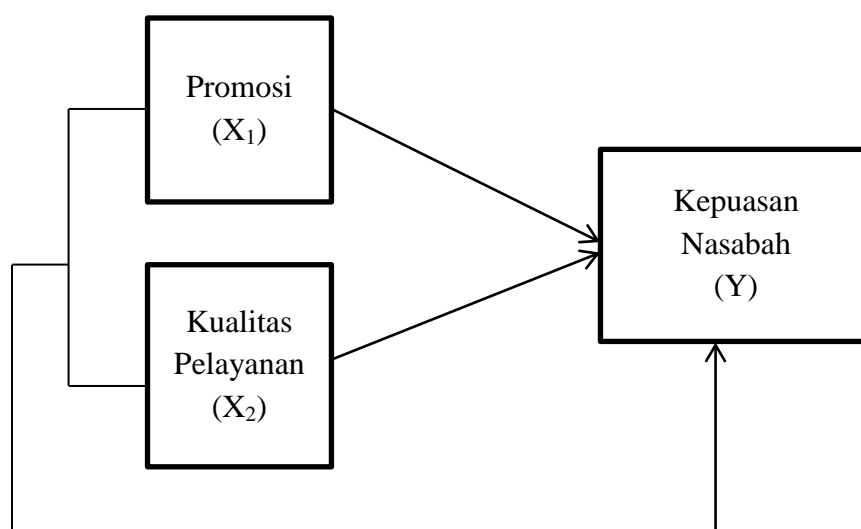 Promosi
(X₁)
Kualitas
Pelayanan
(X₂)
Kepuasan
Nasabah
(Y)